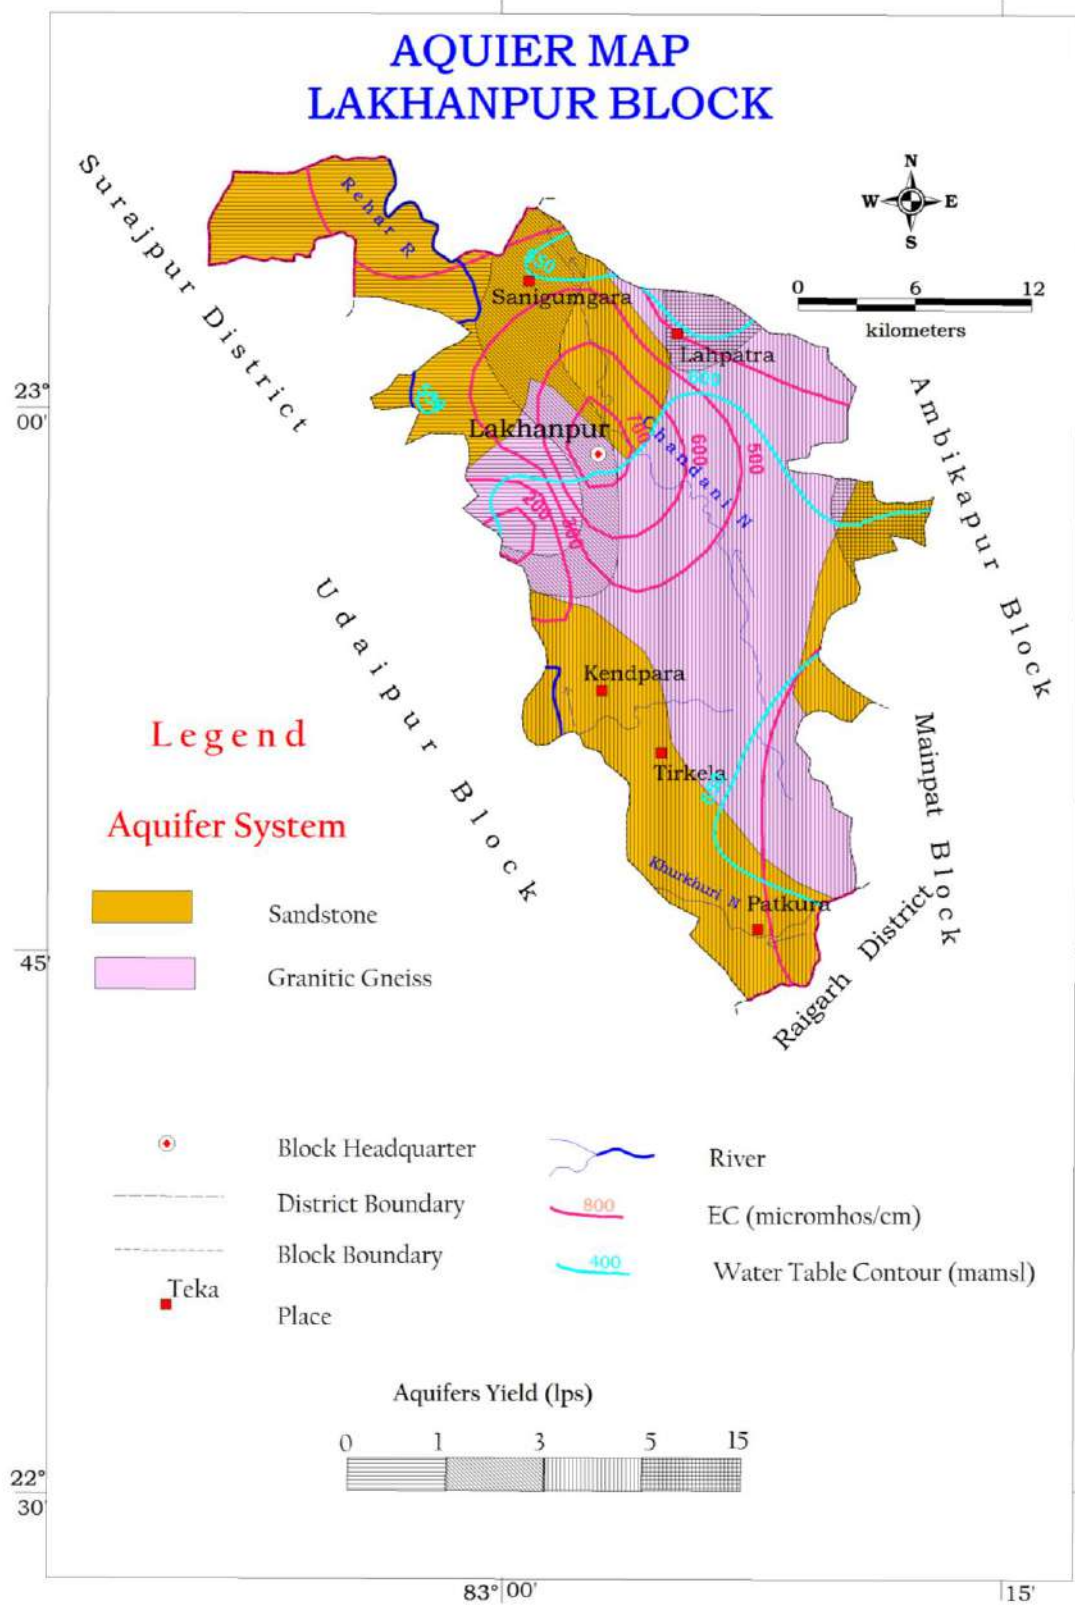 AQUIER MAP
LAKHANPUR BLOCK
Surajpur District
Rehar R
N
W E
S
0 6 12
kilometers
Sanigumgara
Lahpatra
600
23°
00'
Lakhanpur
700
600
500
Chandani N
200
300
Ambikapur Block
Udaipur Block
Kendpara
Tirkela
Mainpat Block
Khurkhuri N
Patkura
Raigarh District
45'
Legend
Aquifer System
Sandstone
Granitic Gneiss
Block Headquarter
District Boundary
Block Boundary
Teka
Place
River
800
EC (micromhos/cm)
400
Water Table Contour (mamsl)
Aquifers Yield (lps)
0 1 3 5 15
22°
30'
83° 00'
15'